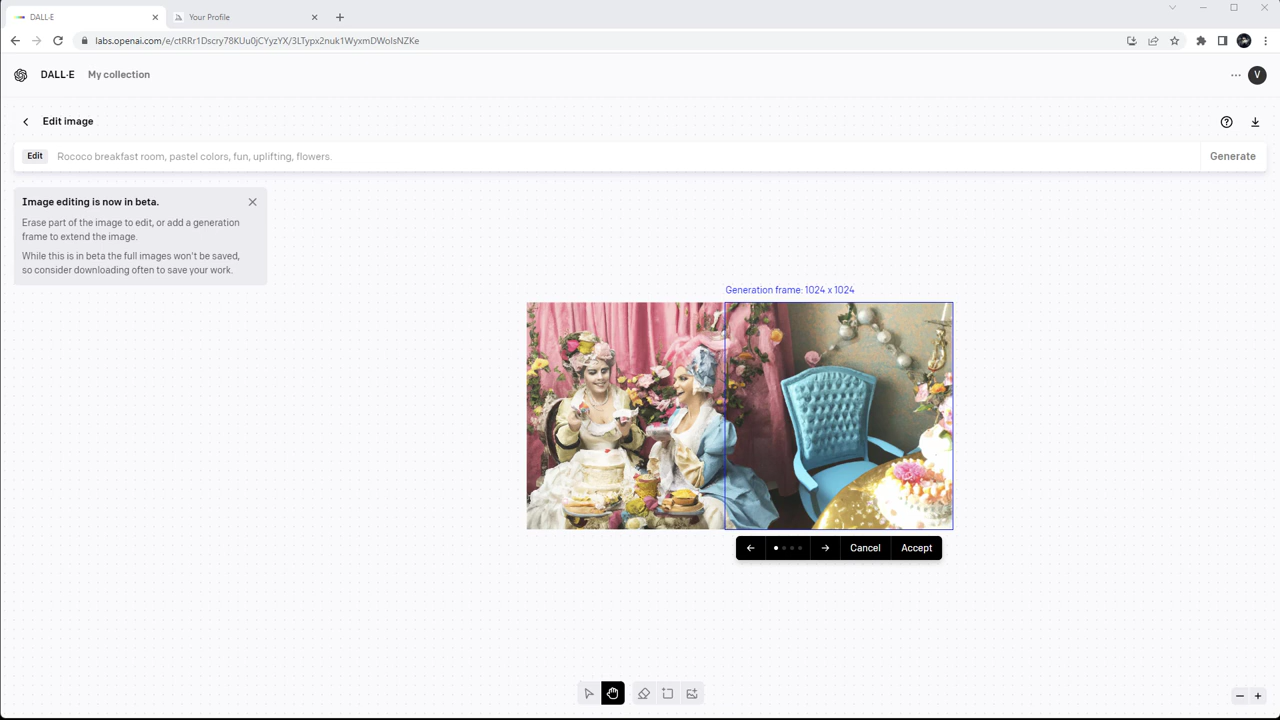 DALL·E
Your Profile
labs.openai.com/e/ctRRr1Dscry78KUu0jCYyzYX/3LTypx2nuk1WyxmDWoIsNZKe
DALL·E
My collection
V
Edit image
Edit
Rococo breakfast room, pastel colors, fun, uplifting, flowers.
Generate
Image editing is now in beta.
Erase part of the image to edit, or add a generation
frame to extend the image.
While this is in beta the full images won't be saved,
so consider downloading often to save your work.
Generation frame: 1024 x 1024
Cancel
Accept